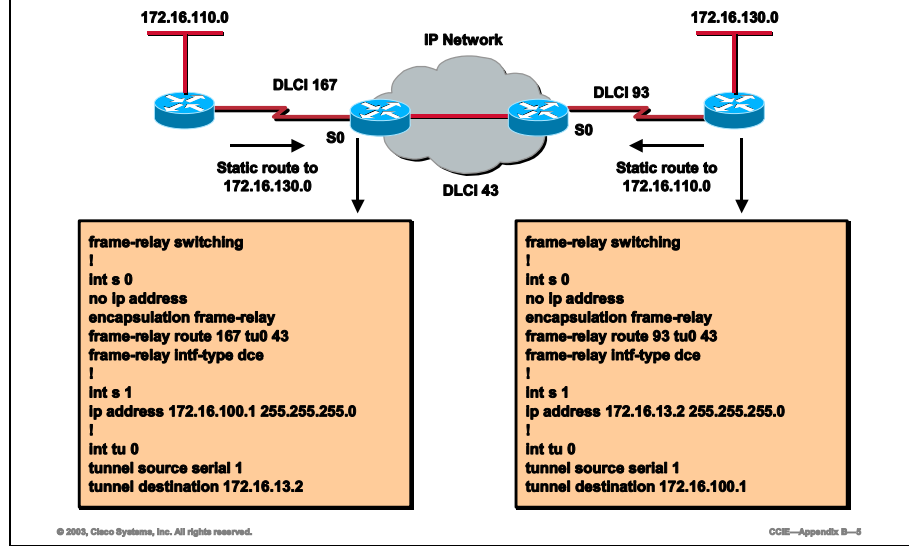 172.16.110.0
172.16.130.0
IP Network
DLCI 167
DLCI 93
S0
S0
Static route to
172.16.130.0
Static route to
172.16.110.0
DLCI 43
frame-relay switching
!
int s 0
no ip address
encapsulation frame-relay
frame-relay route 167 tu0 43
frame-relay intf-type dce
!
int s 1
ip address 172.16.100.1 255.255.255.0
!
int tu 0
tunnel source serial 1
tunnel destination 172.16.13.2
frame-relay switching
!
int s 0
no ip address
encapsulation frame-relay
frame-relay route 93 tu0 43
frame-relay intf-type dce
!
int s 1
ip address 172.16.13.2 255.255.255.0
!
int tu 0
tunnel source serial 1
tunnel destination 172.16.100.1
© 2003, Cisco Systems, Inc. All rights reserved.
CCIE—Appendix B—5